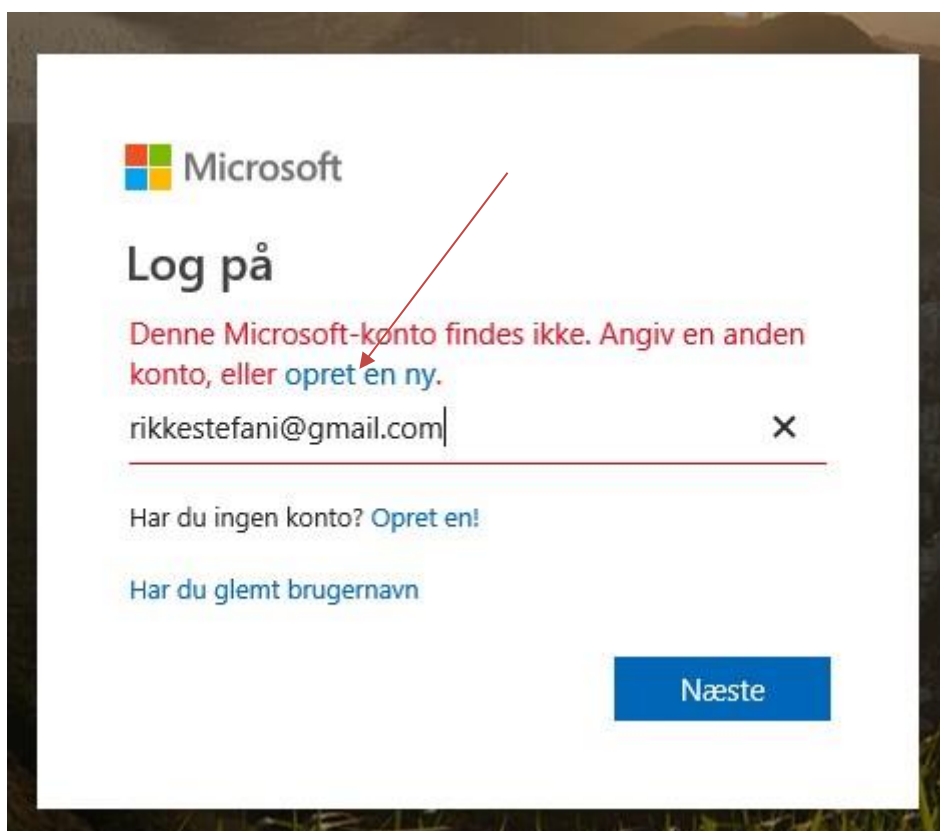 Microsoft
Log på
Denne Microsoft-konto findes ikke. Angiv en anden
konto, eller opret en ny.
rikkestefani@gmail.com
Har du ingen konto? Opret en!
Har du glemt brugernavn
Næste